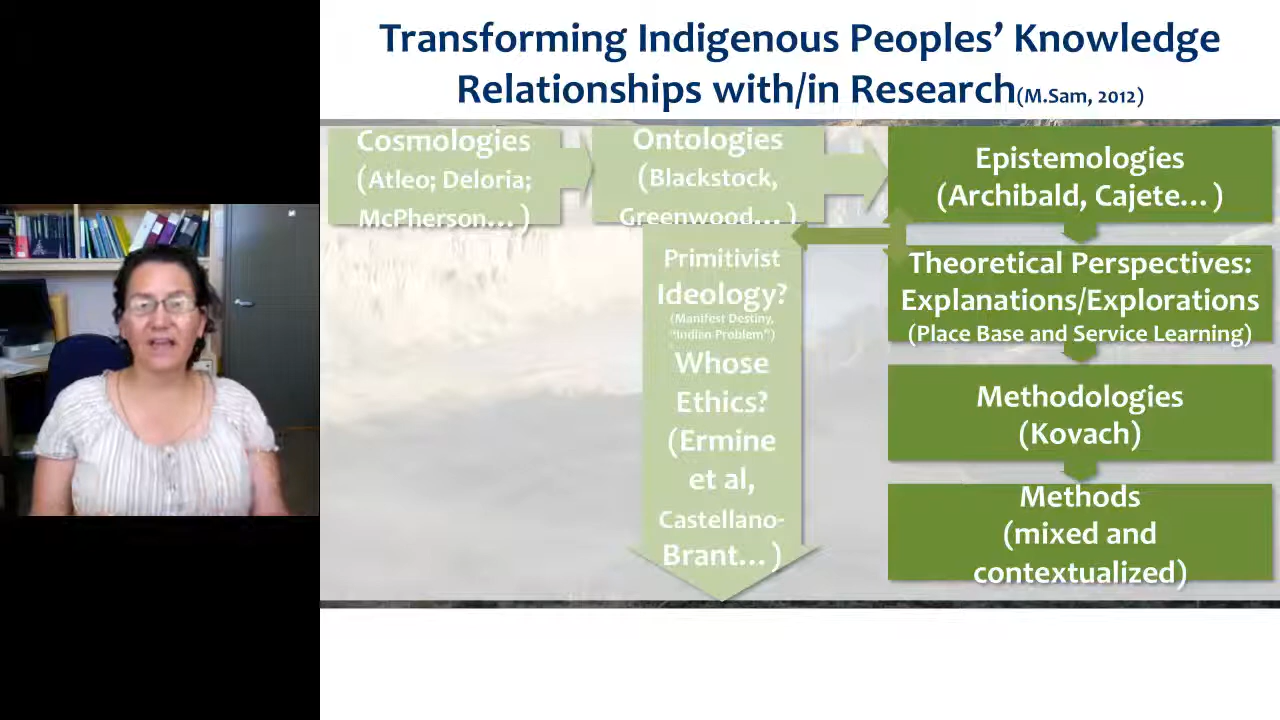 Transforming Indigenous Peoples’ Knowledge
Relationships with/in Research(M.Sam, 2012)
Cosmologies
(Atleo; Deloria;
McPherson…)
Ontologies
(Blackstock,
Greenwood…)
Epistemologies
(Archibald, Cajete…)
Primitivist
Ideology?
(Manifest Destiny,
“Indian Problem”)
Whose
Ethics?
(Ermine
et al,
Castellano-
Brant…)
Theoretical Perspectives:
Explanations/Explorations
(Place Base and Service Learning)
Methodologies
(Kovach)
Methods
(mixed and
contextualized)